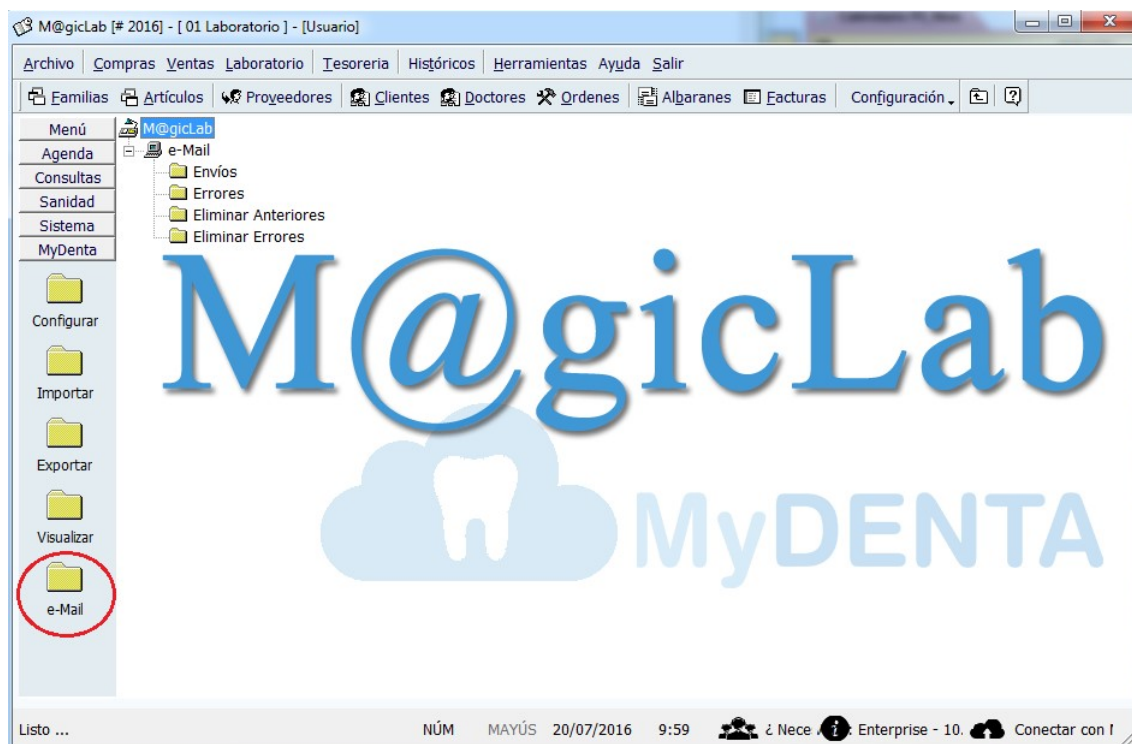 M@gicLab [# 2016] - [ 01 Laboratorio ] - [Usuario]
Archivo Compras Ventas Laboratorio Tesoreria Históricos Herramientas Ayuda Salir
Familias Artículos Proveedores Clientes Doctores Ordenes Albaranes Facturas Configuración
Menú
Agenda
Consultas
Sanidad
Sistema
MyDenta
Configurar
Importar
Exportar
Visualizar
e-Mail
M@gicLab
e-Mail
Envíos
Errores
Eliminar Anteriores
Eliminar Errores
M@gicLab
MyDENTA
Listo ... NÚM MAYÚS 20/07/2016 9:59 ¿ Nece : Enterprise - 10. Conectar con